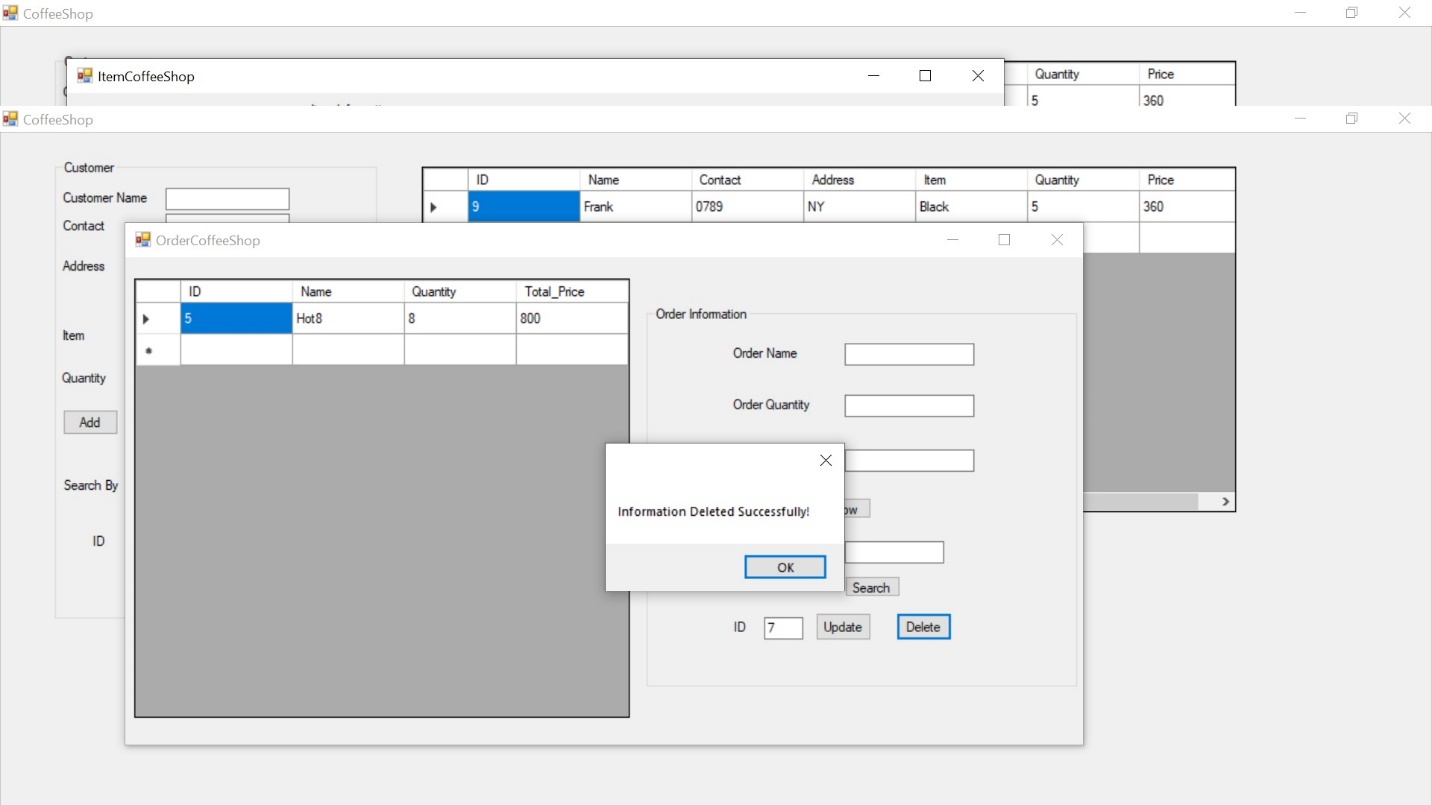 CoffeeShop
ItemCoffeeShop
Quantity Price
5 360
CoffeeShop
Customer
ID Name Contact Address Item Quantity Price
Customer Name
9 Frank 0789 NY Black 5 360
Contact
OrderCoffeeShop
Address
ID Name Quantity Total_Price
5 Hot8 8 800
Order Information
Item
Order Name
Quantity
Order Quantity
Add
Search By
Information Deleted Successfully!
ID
OK
Search
ID 7 Update Delete